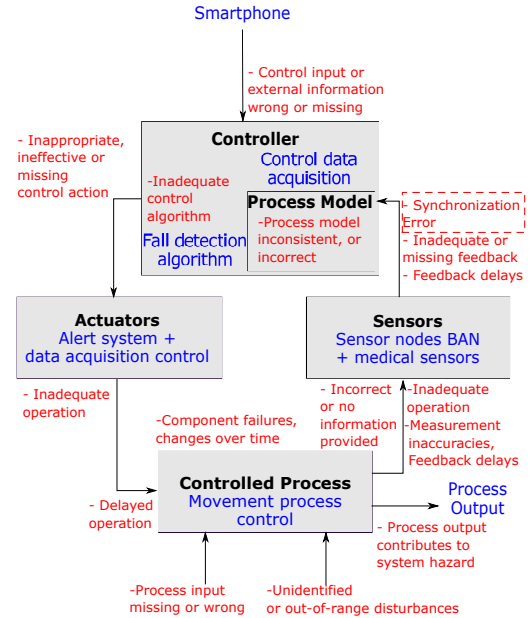 Smartphone
- Control input or
external information
wrong or missing
- Inappropriate,
ineffective or
missing
control action
Controller
Control data
acquisition
-Inadequate
control
algorithm
Fall detection
algorithm
Process Model
-Process model
inconsistent, or
incorrect
- Synchronization
Error
- Inadequate or
missing feedback
- Feedback delays
Actuators
Alert system +
data acquisition control
Sensors
Sensor nodes BAN
+ medical sensors
- Inadequate
operation
-Component failures,
changes over time
- Incorrect
or no
information
provided
-Inadequate
operation
-Measurement
inaccuracies,
Feedback delays
- Delayed
operation
Controlled Process
Movement process
control
Process
Output
- Process output
contributes to
system hazard
-Process input
missing or wrong
-Unidentified
or out-of-range disturbances